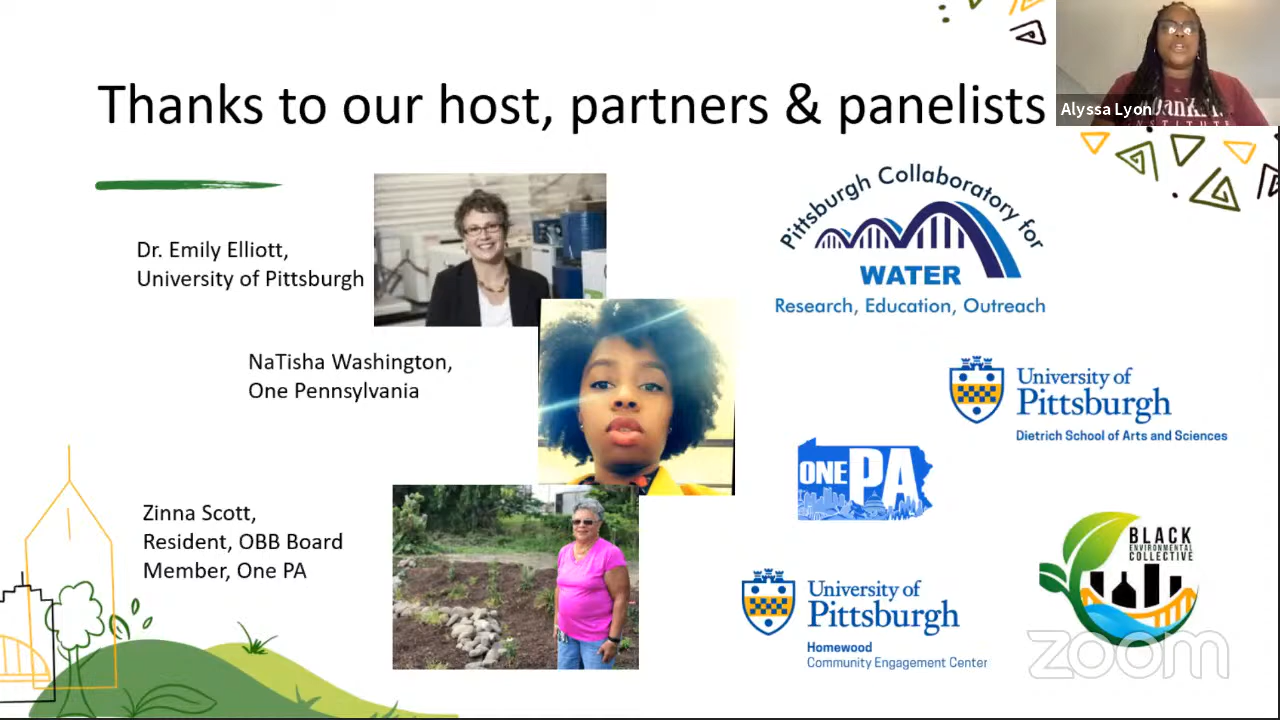 Thanks to our host, partners & panelists
Alyssa Lyon
INSTITUTE
Dr. Emily Elliott,
University of Pittsburgh
NaTisha Washington,
One Pennsylvania
Zinna Scott,
Resident, OBB Board
Member, One PA
Pittsburgh Collaboratory for
WATER
Research, Education, Outreach
University of
Pittsburgh
Dietrich School of Arts and Sciences
ONE PA
University of
Pittsburgh
Homewood
Community Engagement Center
BLACK
ENVIRONMENTAL
COLLECTIVE
zoom